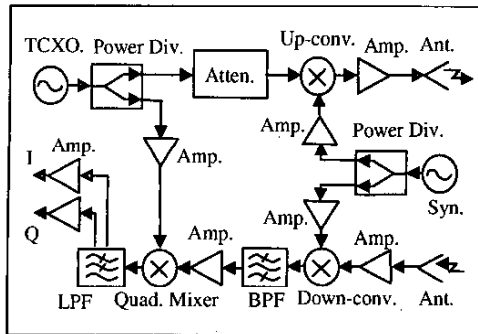 TCXO. Power Div. Up-conv. Amp. Ant.
Atten.
Amp.
Amp. Power Div.
I Amp.
Amp. Syn.
Q Amp. Amp.
LPF Quad. Mixer BPF Down-conv. Ant.